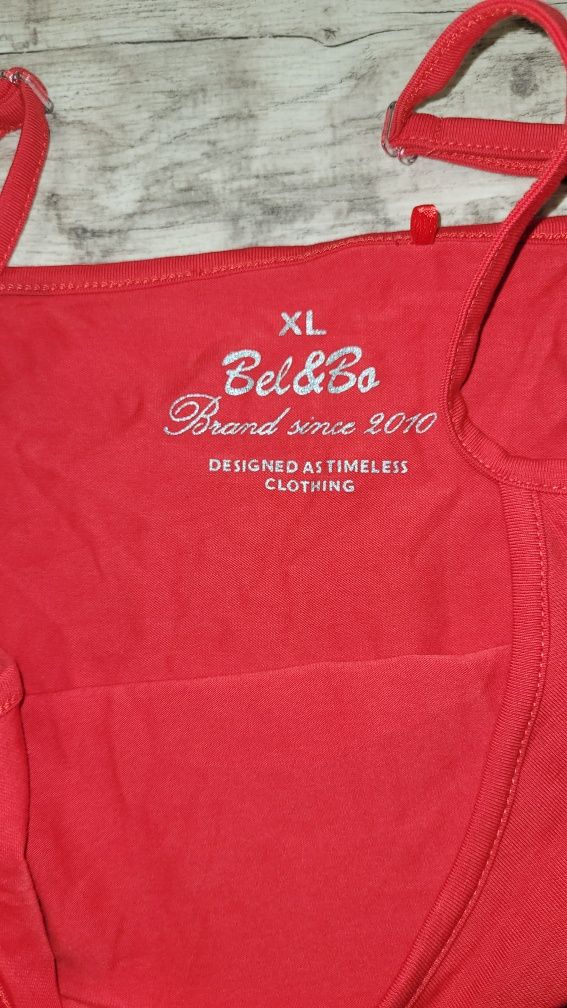 XL
Bel&Bo
Brand since 2010
DESIGNED AS TIMELESS
CLOTHING